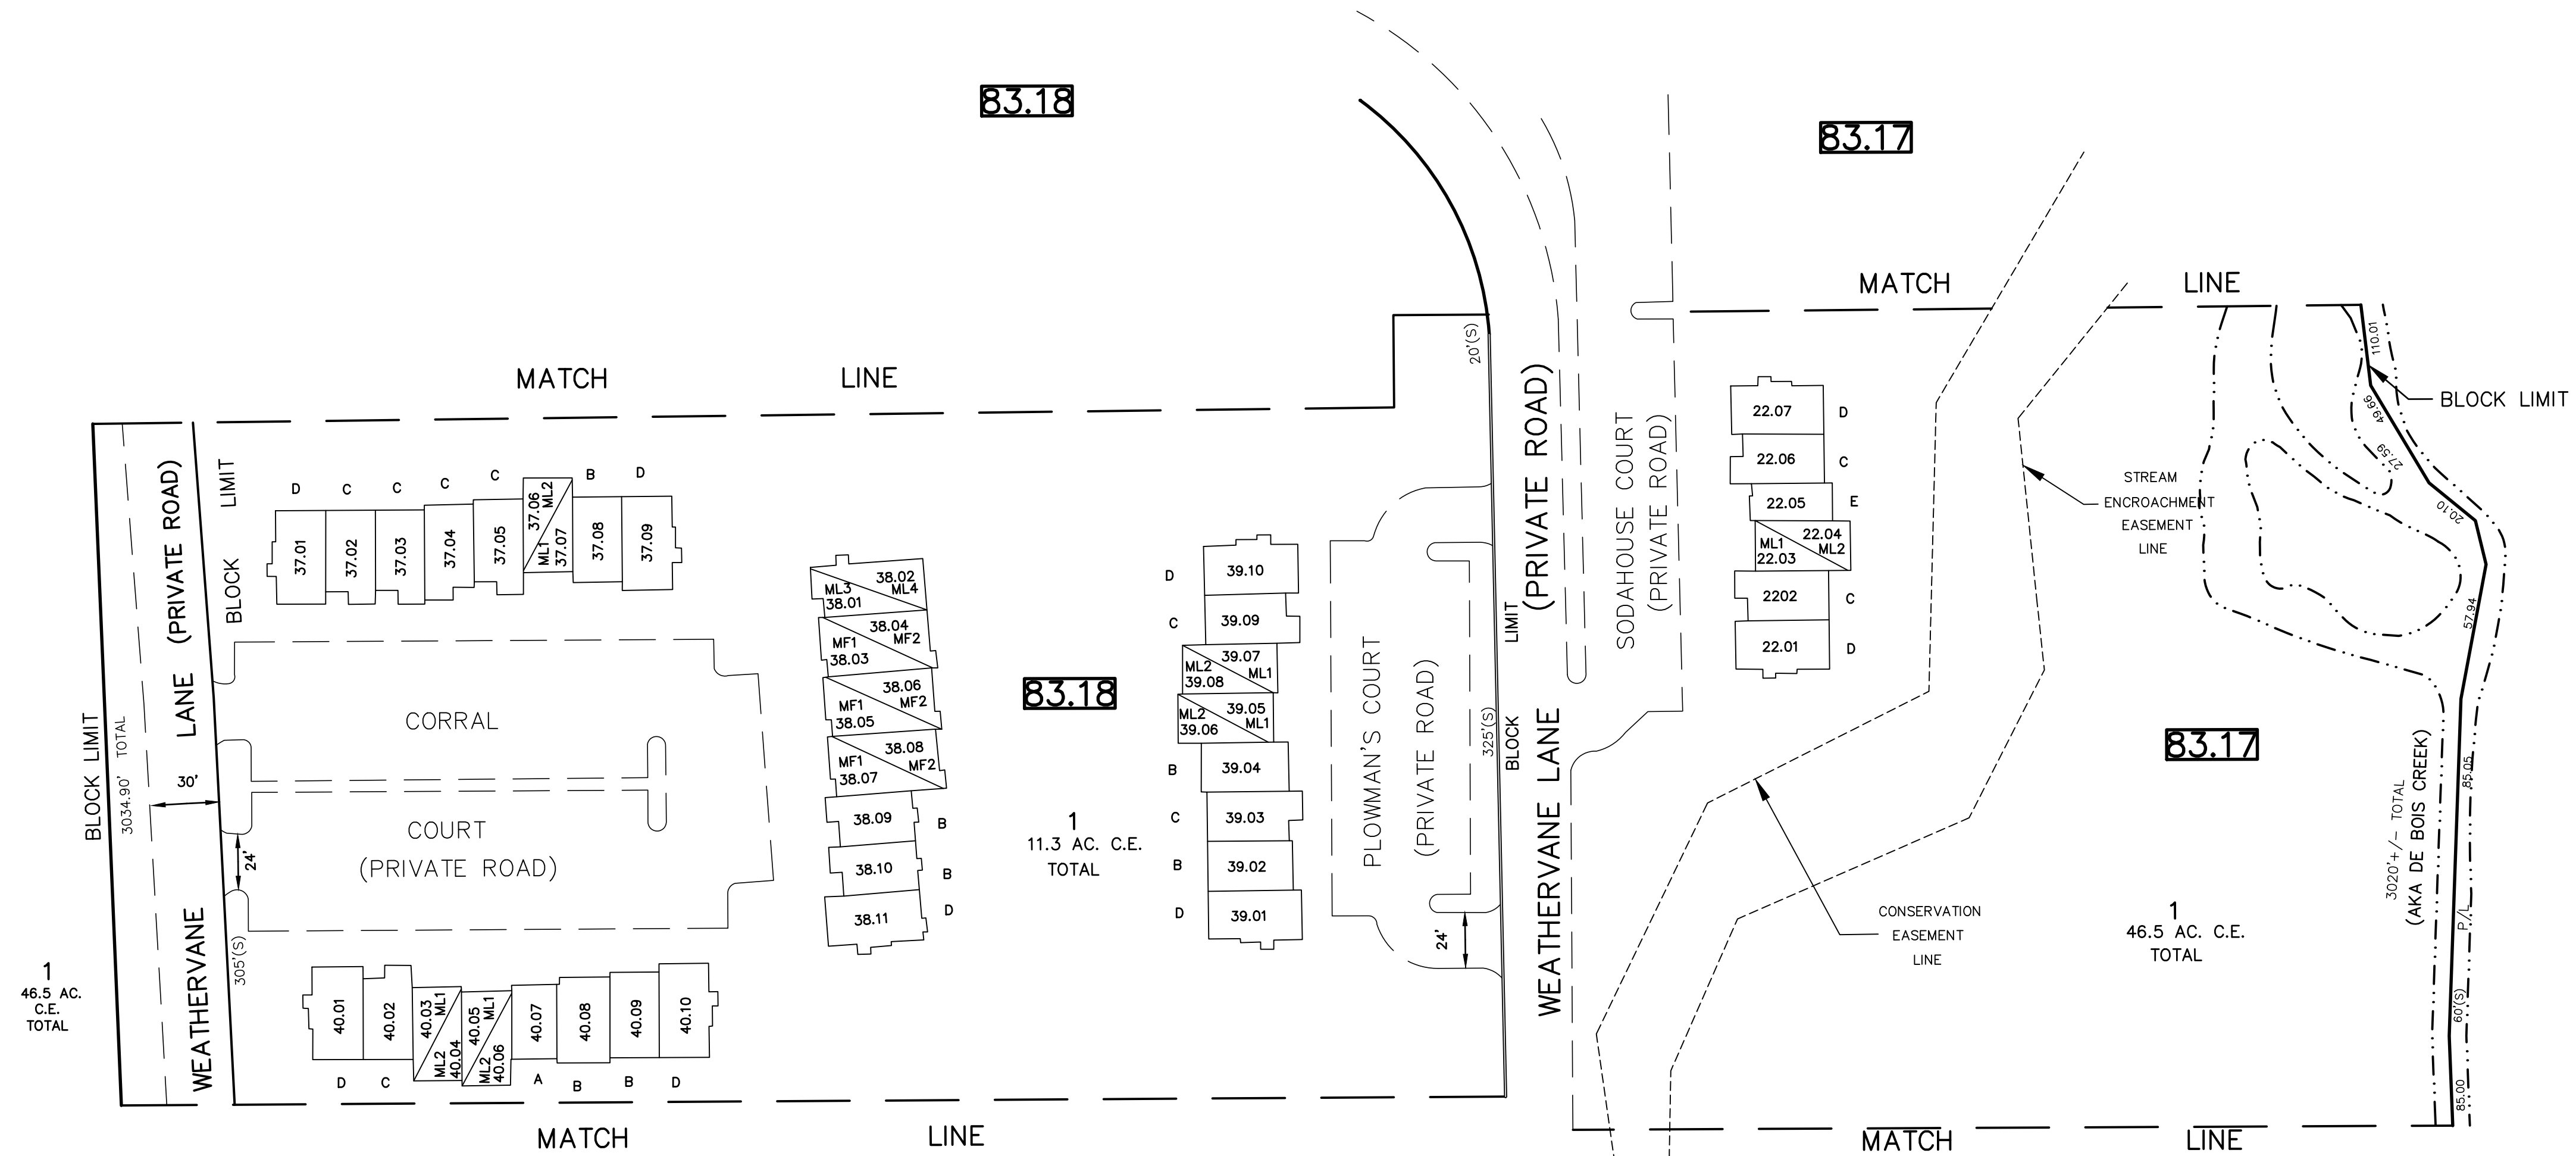 83.18
83.17
MATCH LINE
MATCH LINE
BLOCK LIMIT
110.01
49.66
27.59
20.10
57.94
85.05
P/L
60'(S)
85.00
3020'+/- TOTAL
(AKA DE BOIS CREEK)
STREAM
ENCROACHMENT
EASEMENT
LINE
CONSERVATION
EASEMENT
LINE
83.17
1
46.5 AC. C.E.
TOTAL
22.07 D
22.06 C
22.05 E
22.04
ML1 ML2
22.03
2202 C
22.01 D
SODAHOUSE COURT
(PRIVATE ROAD)
WEATHERVANE LANE (PRIVATE ROAD)
BLOCK LIMIT
20'(S)
325'(S)
PLOWMAN'S COURT
(PRIVATE ROAD)
24'
D 39.10
C 39.09
39.07
ML2 ML1
39.08
39.05
ML2 ML1
39.06
B 39.04
C 39.03
B 39.02
D 39.01
83.18
1
11.3 AC. C.E.
TOTAL
38.02
ML3 ML4
38.01
38.04
MF1 MF2
38.03
38.06
MF1 MF2
38.05
38.08
MF1 MF2
38.07
38.09 B
38.10 B
38.11 D
D C C C C B D
37.01
37.02
37.03
37.04
37.05
37.06
ML2
ML1
37.07
37.08
37.09
CORRAL
COURT
(PRIVATE ROAD)
40.01
40.02
40.03
ML1
ML2
40.04
40.05
ML1
ML2
40.06
40.07
40.08
40.09
40.10
D C A B B D
WEATHERVANE LANE (PRIVATE ROAD)
BLOCK LIMIT
BLOCK LIMIT
3034.90' TOTAL
30'
24'
305'(S)
1
46.5 AC.
C.E.
TOTAL
MATCH LINE
MATCH LINE